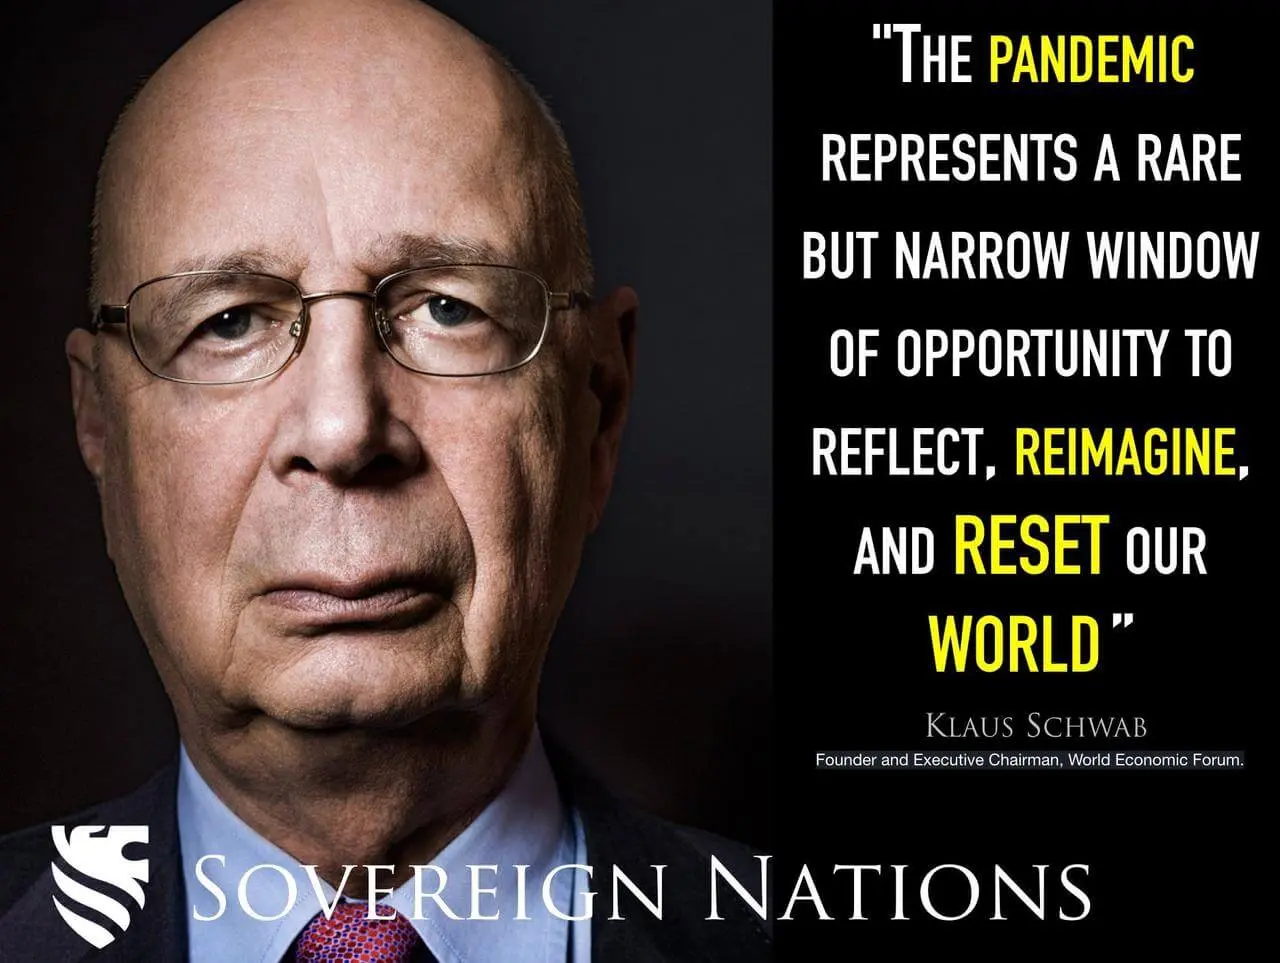 "The PANDEMIC
REPRESENTS A RARE
BUT NARROW WINDOW
OF OPPORTUNITY TO
REFLECT, REIMAGINE,
AND RESET OUR
WORLD"
Klaus Schwab
Founder and Executive Chairman, World Economic Forum.
Sovereign Nations